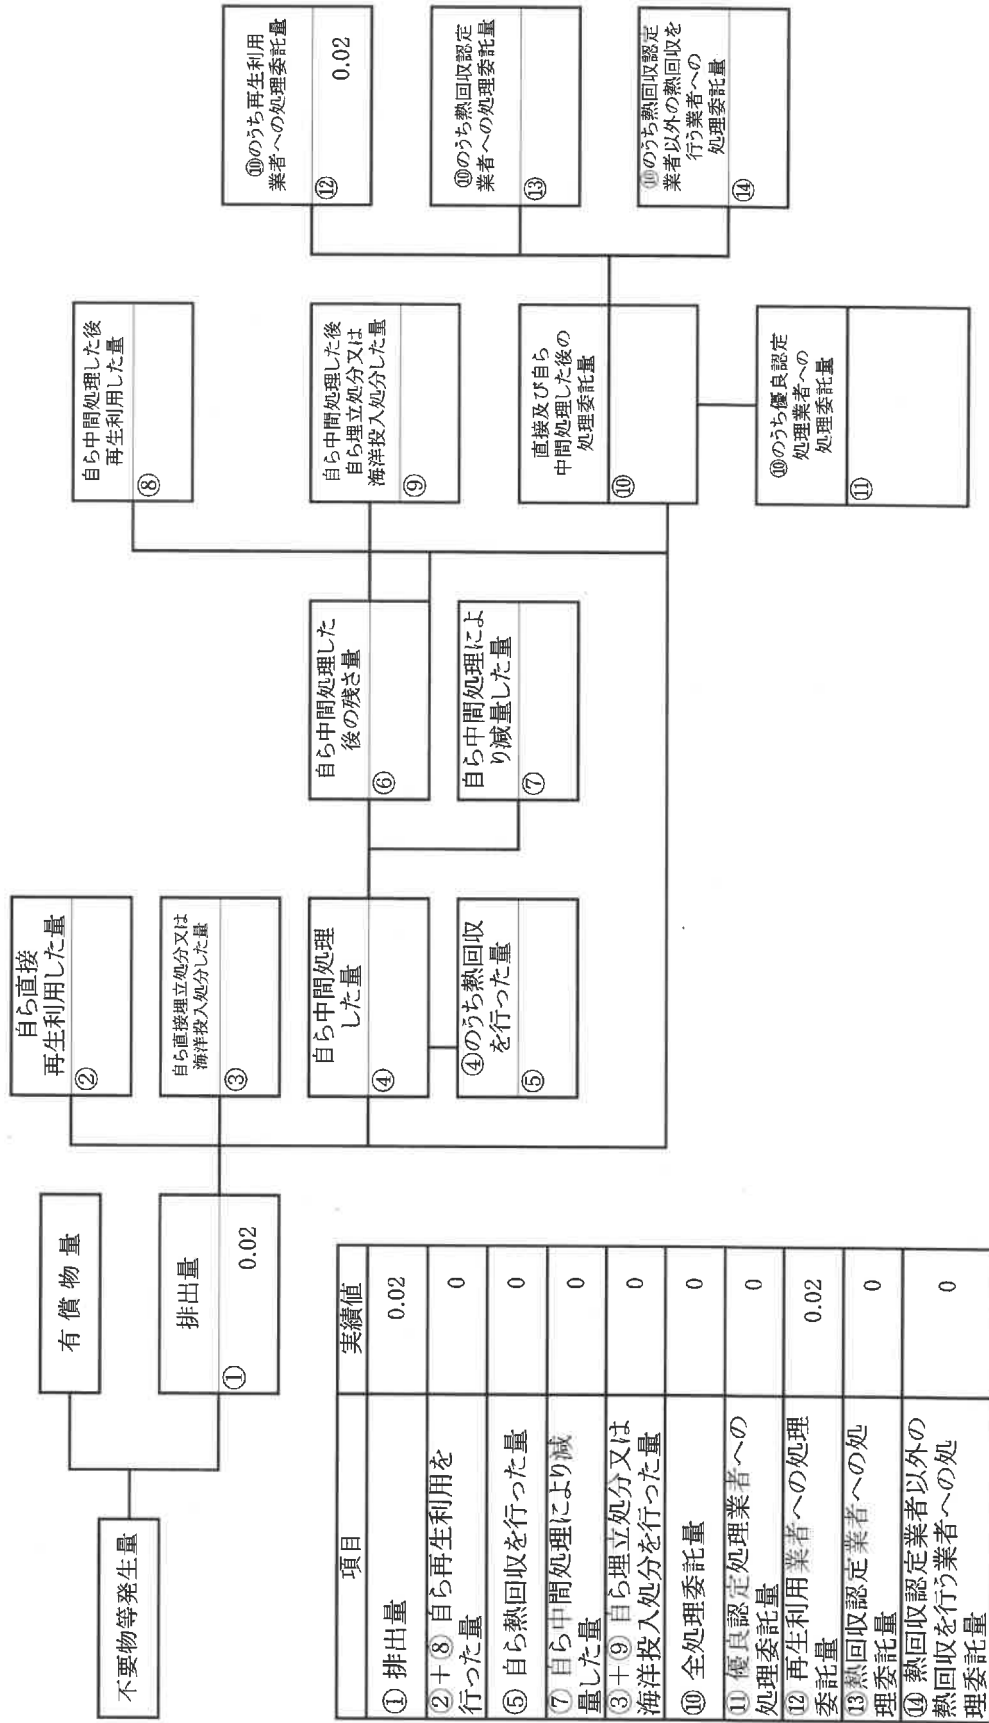 不要物等発生量
有償物量
排出量
① 0.02
自ら直接
再生利用した量
②
自ら直接埋立処分又は
海洋投入処分した量
③
自ら中間処理
した量
④
④のうち熱回収
を行った量
⑤
自ら中間処理した
後の残さ量
⑥
自ら中間処理によ
り減量した量
⑦
自ら中間処理した後
再生利用した量
⑧
自ら中間処理した後
自ら埋立処分又は
海洋投入処分した量
⑨
直接及び自ら
中間処理した後の
処理委託量
⑩
⑩のうち優良認定
処理業者への
処理委託量
⑪
⑩のうち再生利用
業者への処理委託量
⑫ 0.02
⑩のうち熱回収認定
業者への処理委託量
⑬
⑩のうち熱回収認定
業者以外の熱回収を
行う業者への
処理委託量
⑭
項目 実績値
① 排出量 0.02
②+⑧ 自ら再生利用を
行った量 0
⑤ 自ら熱回収を行った量 0
⑦ 自ら中間処理により減
量した量 0
③+⑨ 自ら埋立処分又は
海洋投入処分を行った量 0
⑩ 全処理委託量 0
⑪ 優良認定処理業者への
処理委託量 0
⑫ 再生利用業者への処理
委託量 0.02
⑬熱回収認定業者への処
理委託量 0
⑭ 熱回収認定業者以外の
熱回収を行う業者への処
理委託量 0